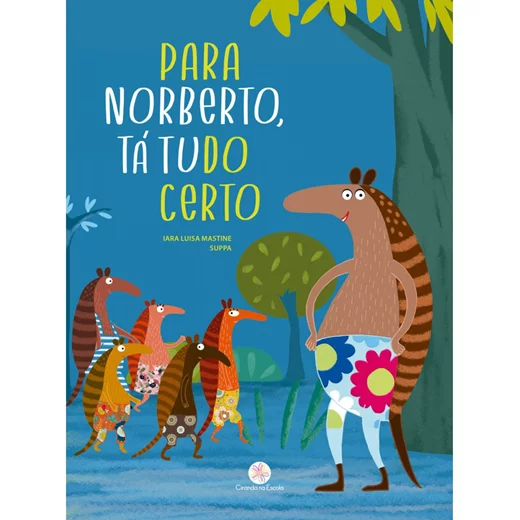 PARA
NORBERTO,
TÁ TUDO
CERTO
IARA LUISA MASTINE
SUPPA
Ciranda na Escola